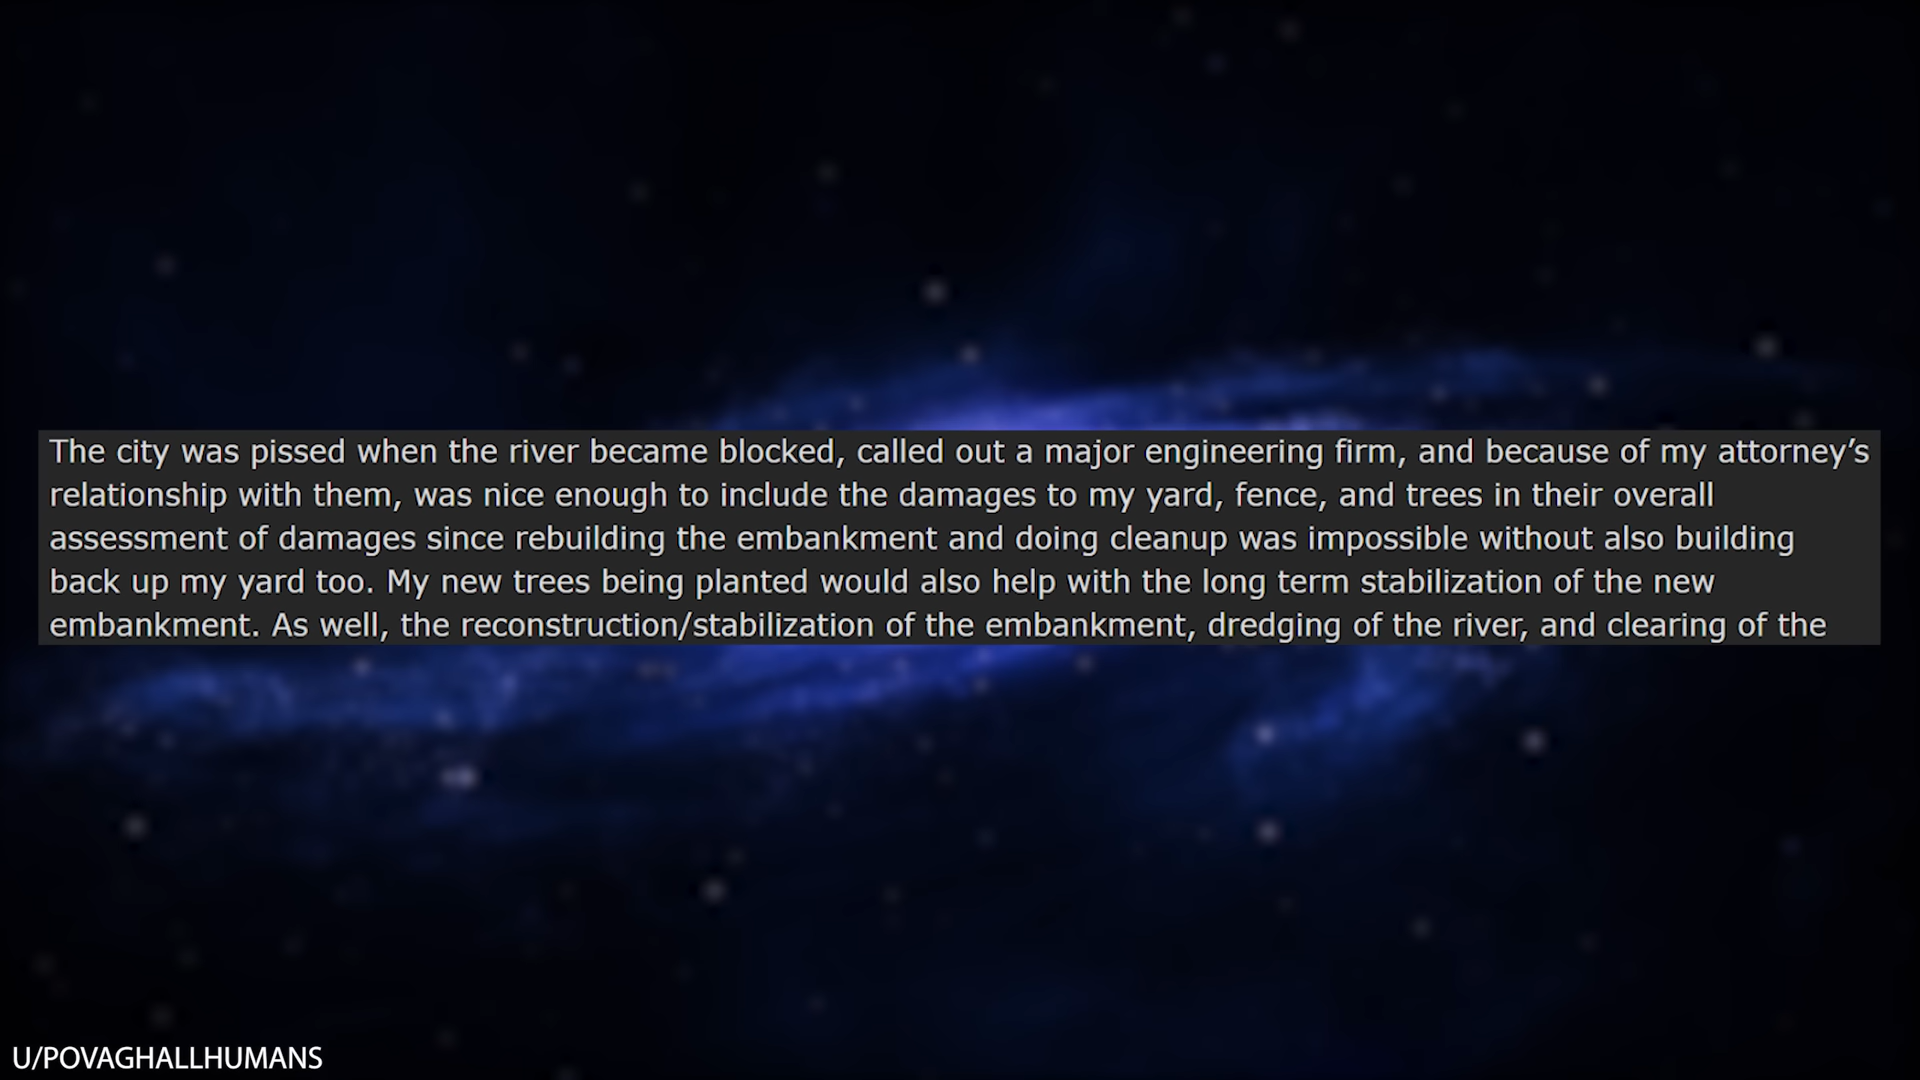 The city was pissed when the river became blocked, called out a major engineering firm, and because of my attorney’s
relationship with them, was nice enough to include the damages to my yard, fence, and trees in their overall
assessment of damages since rebuilding the embankment and doing cleanup was impossible without also building
back up my yard too. My new trees being planted would also help with the long term stabilization of the new
embankment. As well, the reconstruction/stabilization of the embankment, dredging of the river, and clearing of the
U/POVAGHALLHUMANS